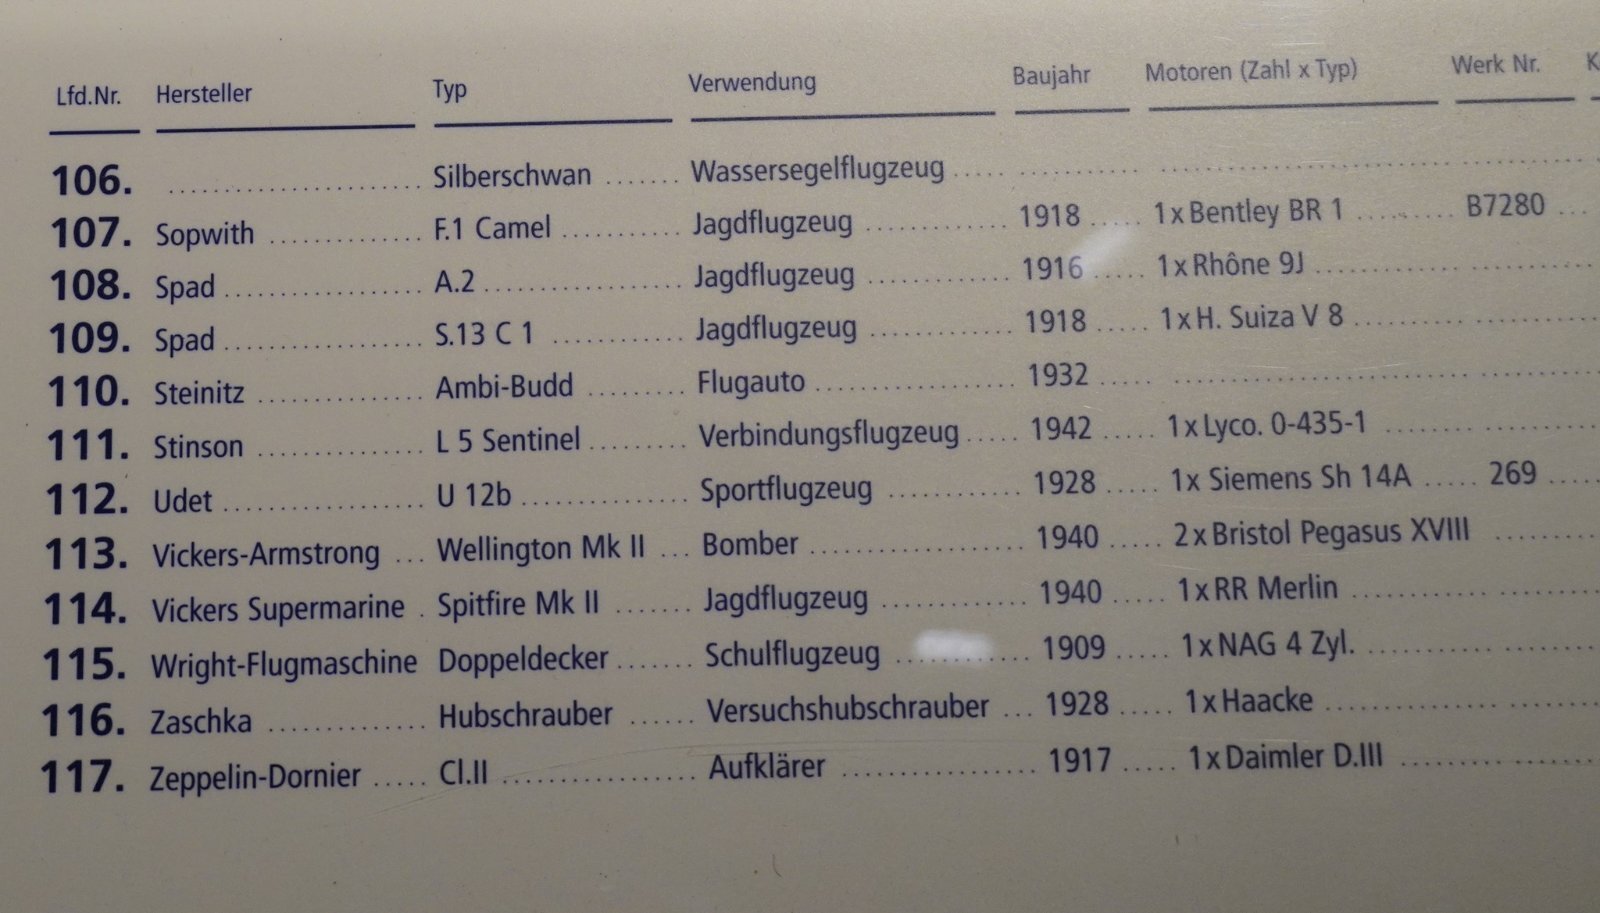 Lfd.Nr. Hersteller Typ Verwendung Baujahr Motoren (Zahl x Typ) Werk Nr. K
106. Silberschwan Wassersegelflugzeug
107. Sopwith F.1 Camel Jagdflugzeug 1918 1x Bentley BR 1 B7280
108. Spad A.2 Jagdflugzeug 1916 1x Rhône 9J
109. Spad S.13 C 1 Jagdflugzeug 1918 1x H. Suiza V 8
110. Steinitz Ambi-Budd Flugauto 1932
111. Stinson L 5 Sentinel Verbindungsflugzeug 1942 1x Lyco. 0-435-1
112. Udet U 12b Sportflugzeug 1928 1x Siemens Sh 14A 269
113. Vickers-Armstrong Wellington Mk II Bomber 1940 2x Bristol Pegasus XVIII
114. Vickers Supermarine Spitfire Mk II Jagdflugzeug 1940 1x RR Merlin
115. Wright-Flugmaschine Doppeldecker Schulflugzeug 1909 1x NAG 4 Zyl.
116. Zaschka Hubschrauber Versuchshubschrauber 1928 1x Haacke
117. Zeppelin-Dornier Cl.II Aufklärer 1917 1x Daimler D.III